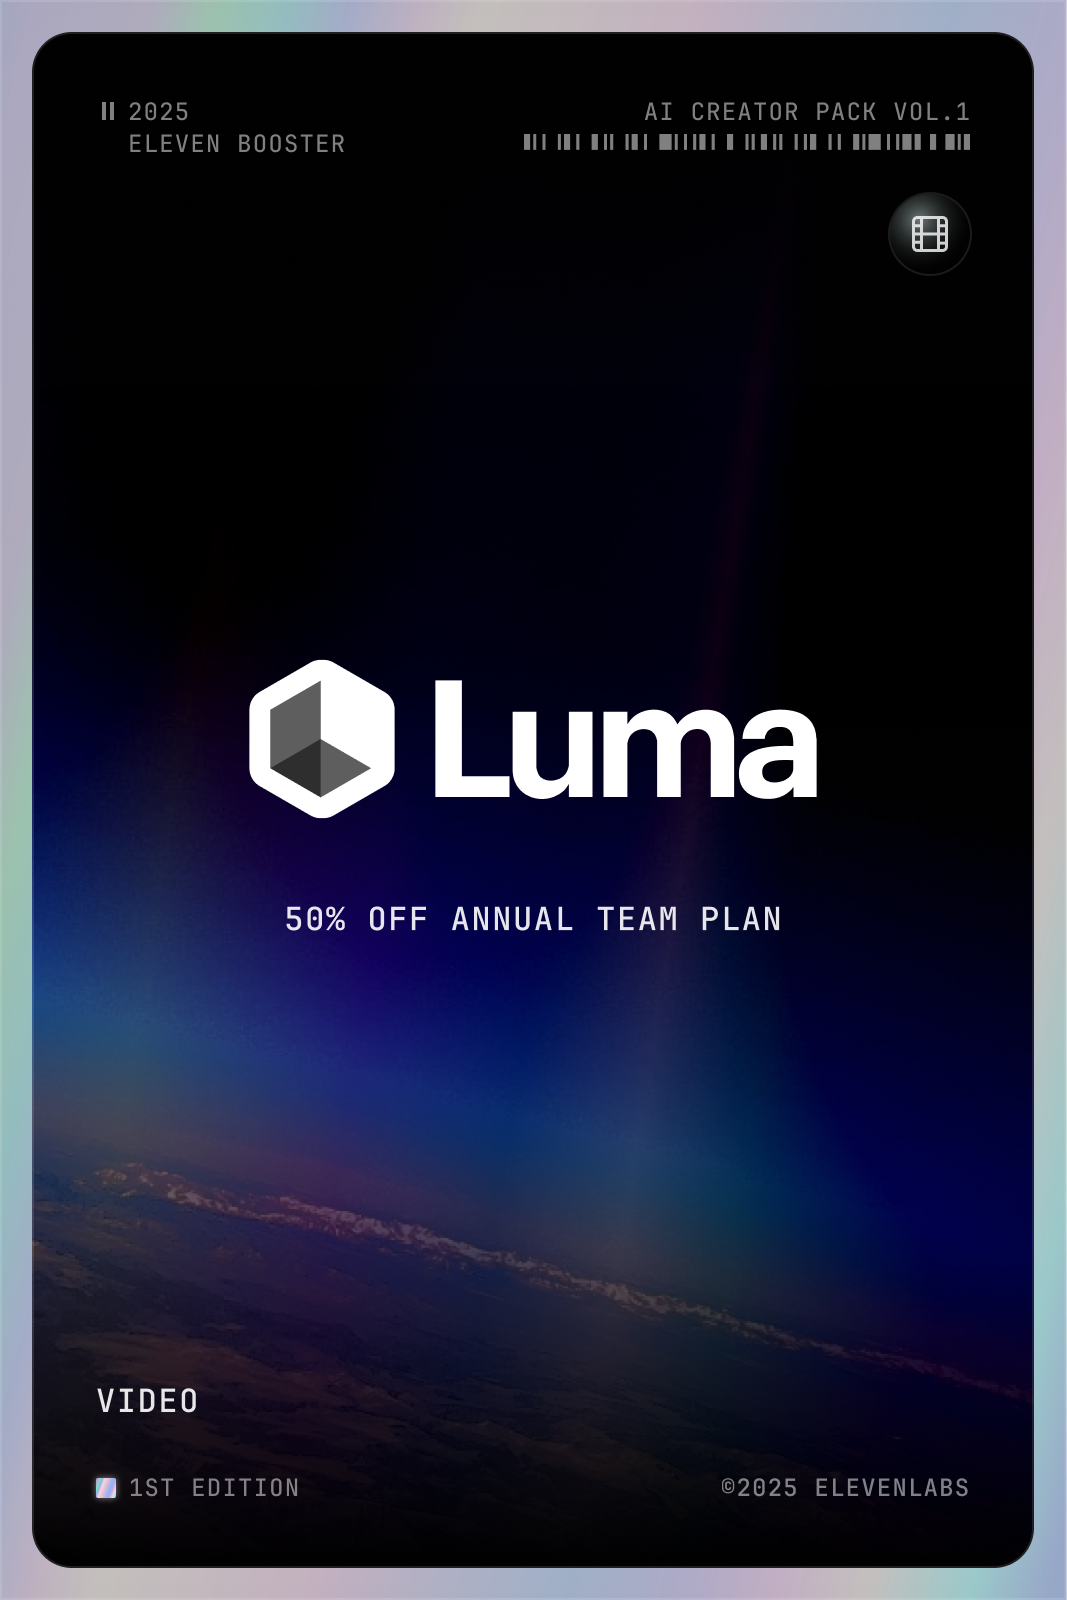 2025
ELEVEN BOOSTER
AI CREATOR PACK VOL.1
Luma
50% OFF ANNUAL TEAM PLAN
VIDEO
1ST EDITION
©2025 ELEVENLABS